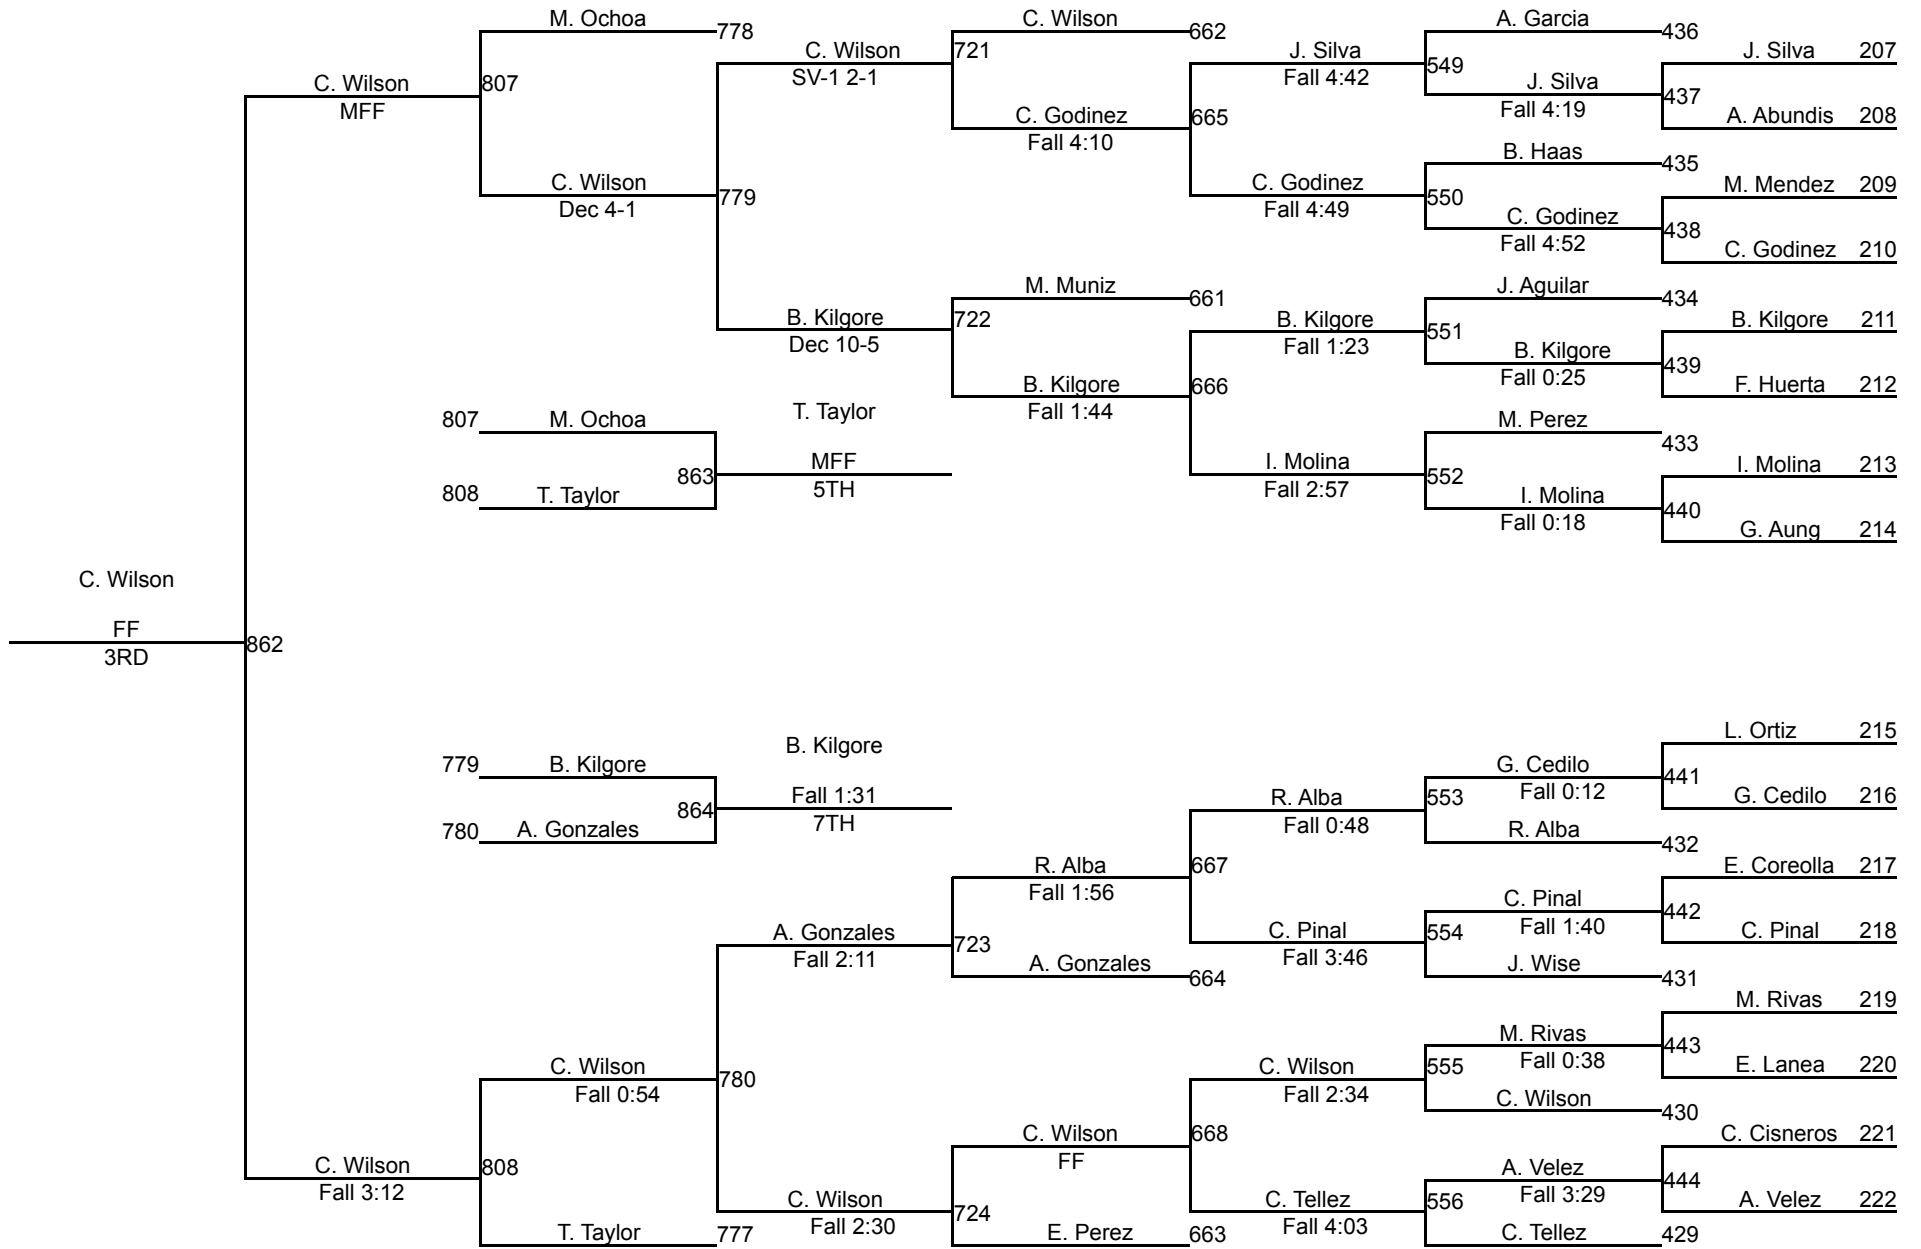 M. Ochoa
778
C. Wilson
662
A. Garcia
436
J. Silva 207
C. Wilson
SV-1 2-1
721
J. Silva
Fall 4:42
549
J. Silva
Fall 4:19
437
A. Abundis 208
C. Wilson
MFF
807
C. Godinez
Fall 4:10
665
B. Haas
435
M. Mendez 209
C. Wilson
Dec 4-1
779
C. Godinez
Fall 4:49
550
C. Godinez
Fall 4:52
438
C. Godinez 210
M. Muniz
661
J. Aguilar
434
B. Kilgore 211
B. Kilgore
Dec 10-5
722
B. Kilgore
Fall 1:23
551
B. Kilgore
Fall 0:25
439
F. Huerta 212
B. Kilgore
Fall 1:44
666
M. Perez
433
I. Molina 213
807 M. Ochoa
T. Taylor
863
MFF
5TH
808 T. Taylor
I. Molina
Fall 2:57
552
I. Molina
Fall 0:18
440
G. Aung 214
C. Wilson
FF
3RD
862
L. Ortiz 215
779 B. Kilgore
B. Kilgore
864
Fall 1:31
7TH
780 A. Gonzales
R. Alba
Fall 0:48
553
G. Cedilo
Fall 0:12
441
G. Cedilo 216
R. Alba
432
R. Alba
Fall 1:56
667
E. Coreolla 217
C. Pinal
Fall 1:40
442
C. Pinal 218
A. Gonzales
Fall 2:11
723
C. Pinal
Fall 3:46
554
A. Gonzales
664
J. Wise
431
M. Rivas 219
M. Rivas
Fall 0:38
443
E. Lanea 220
C. Wilson
Fall 0:54
780
C. Wilson
Fall 2:34
555
C. Wilson
430
C. Wilson
FF
668
C. Cisneros 221
C. Wilson
Fall 3:12
808
A. Velez
Fall 3:29
444
A. Velez 222
C. Wilson
Fall 2:30
724
C. Tellez
Fall 4:03
556
T. Taylor
777
E. Perez
663
C. Tellez
429